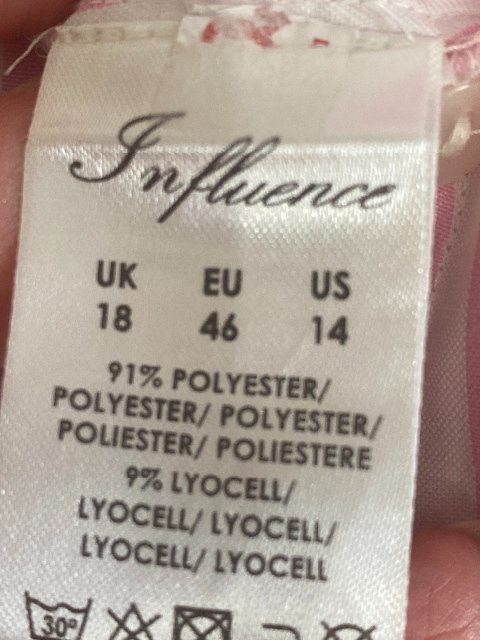 Influence
UK EU US
18 46 14
91% POLYESTER/
POLYESTER/ POLYESTER/
POLIESTER/ POLIESTERE
9% LYOCELL/
LYOCELL/ LYOCELL/
LYOCELL/ LYOCELL
30°